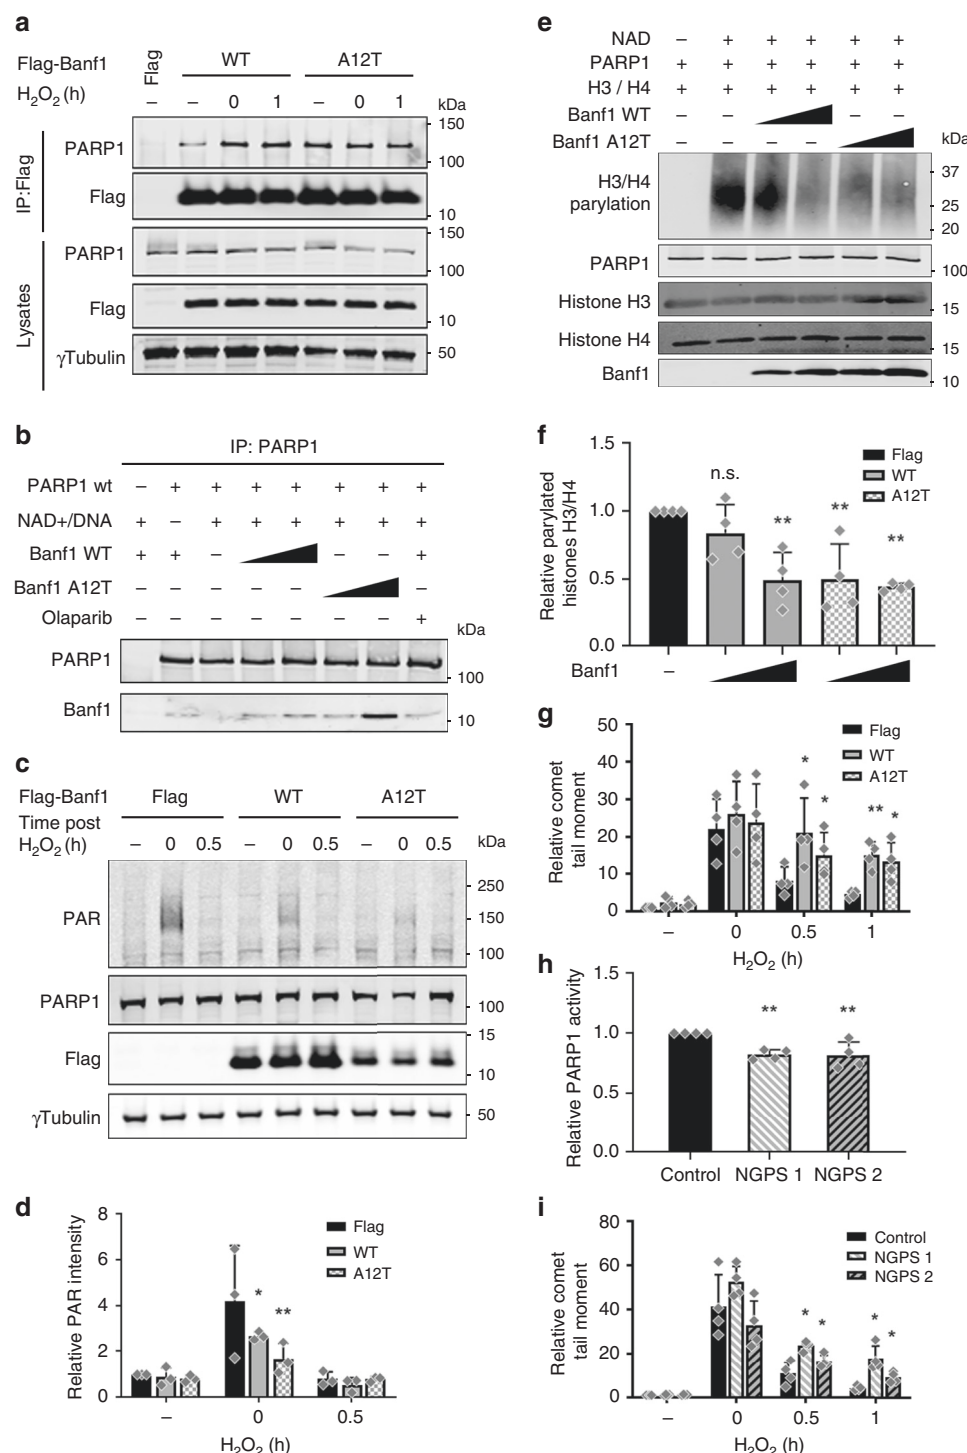 a
Flag-Banf1 Flag WT A12T
H2O2 (h) – – 0 1 – 0 1 kDa
IP:Flag
PARP1 150
100
Flag 10
Lysates
PARP1 150
100
Flag 10
γTubulin 50
b
IP: PARP1
PARP1 wt – + + + + + + +
NAD+/DNA + – + + + + + +
Banf1 WT + + – – – +
Banf1 A12T – – – – – –
Olaparib – – – – – – – +
kDa
PARP1 100
Banf1 10
c
Flag-Banf1 Flag WT A12T
Time post
H2O2 (h) – 0 0.5 – 0 0.5 – 0 0.5 kDa
PAR 250
150
100
PARP1 100
Flag 15
10
γTubulin 50
d
Relative PAR intensity
8
6
4
2
0
Flag
WT
A12T
* **
– 0 0.5
H2O2 (h)
e
NAD – + + + + +
PARP1 + + + + + +
H3 / H4 + + + + + +
Banf1 WT – – – –
Banf1 A12T – – – – kDa
H3/H4
parylation
37
25
20
PARP1 100
Histone H3 15
Histone H4 15
Banf1 10
f
Relative parylated
histones H3/H4
1.5
1.0
0.5
0.0
n.s. ** ** **
Flag
WT
A12T
Banf1 –
g
Relative comet
tail moment
50
40
30
20
10
0
Flag
WT
A12T
* * ** *
– 0 0.5 1
H2O2 (h)
h
Relative PARP1 activity
1.5
1.0
0.5
0.0
** **
Control NGPS 1 NGPS 2
i
Relative comet
tail moment
80
60
40
20
0
Control
NGPS 1
NGPS 2
* * * *
– 0 0.5 1
H2O2 (h)